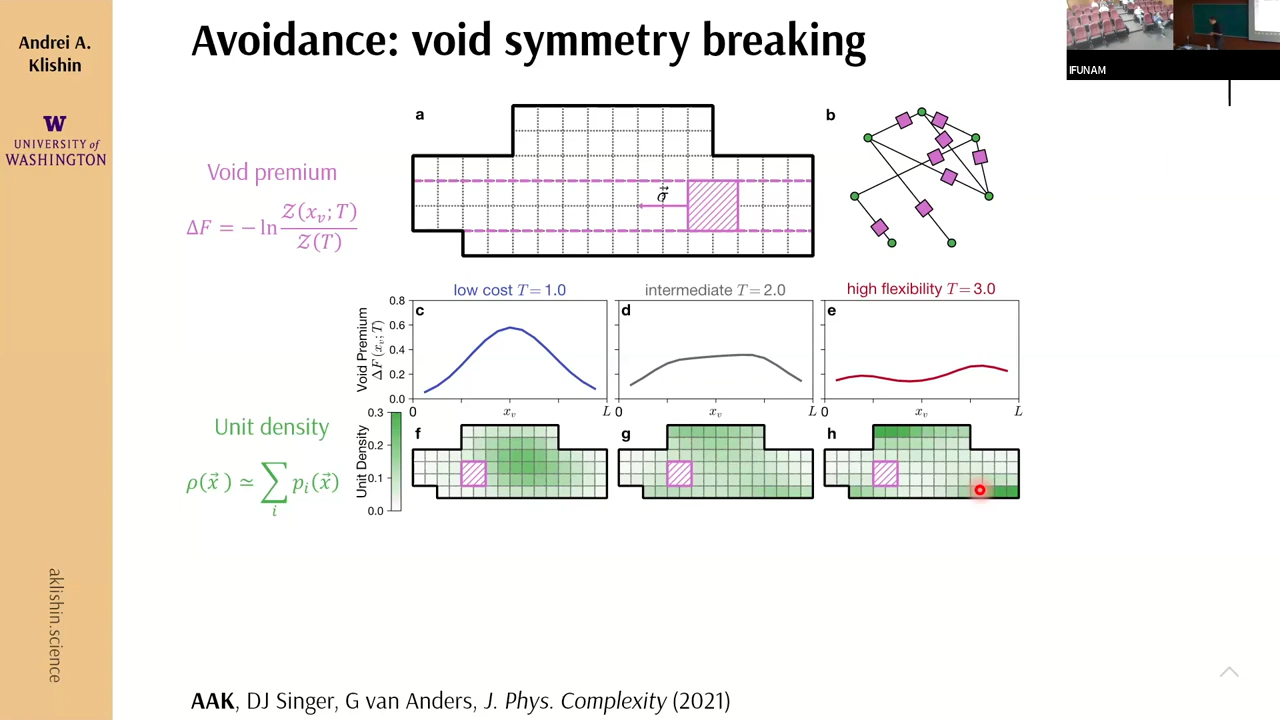 Andrei A.
Klishin
W
UNIVERSITY of
WASHINGTON
aklishin.science
Avoidance: void symmetry breaking
IFUNAM
Void premium
ΔF = −ln Z(x_v; T) / Z(T)
a
σ⃗
b
low cost T = 1.0
intermediate T = 2.0
high flexibility T = 3.0
Void Premium
ΔF (x_v; T)
0.8
0.6
0.4
0.2
0.0
c
d
e
0 x_v L
0 x_v L
0 x_v L
Unit density
ρ(x⃗) ≃ ∑_i p_i(x⃗)
Unit Density
0.3
0.2
0.1
0.0
f
g
h
AAK, DJ Singer, G van Anders, J. Phys. Complexity (2021)